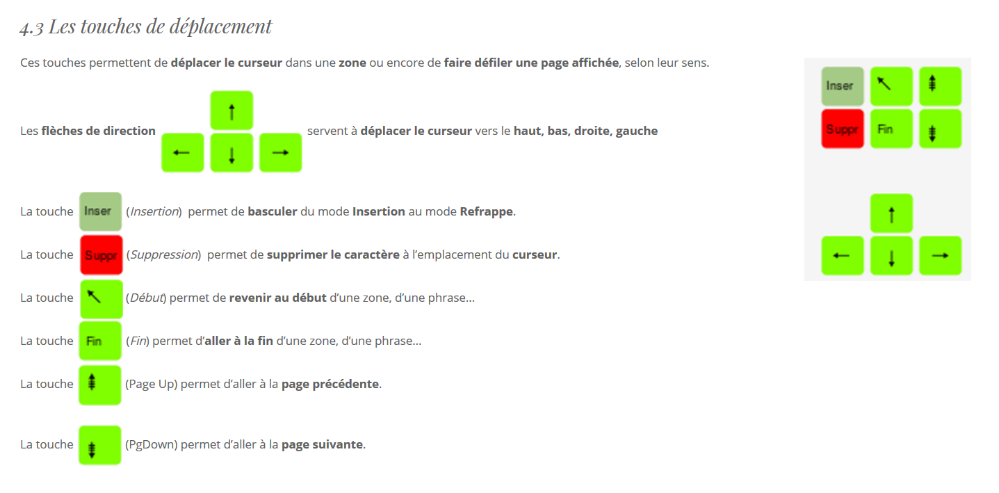 4.3 Les touches de déplacement
Ces touches permettent de déplacer le curseur dans une zone ou encore de faire défiler une page affichée, selon leur sens.
Les flèches de direction ↑ ← ↓ → servent à déplacer le curseur vers le haut, bas, droite, gauche
La touche Inser (Insertion) permet de basculer du mode Insertion au mode Refrappe.
La touche Suppr (Suppression) permet de supprimer le caractère à l’emplacement du curseur.
La touche ↖ (Début) permet de revenir au début d’une zone, d’une phrase…
La touche Fin (Fin) permet d’aller à la fin d’une zone, d’une phrase…
La touche ⇞ (Page Up) permet d’aller à la page précédente.
La touche ⇟ (PgDown) permet d’aller à la page suivante.
Inser ↖ ⇞
Suppr Fin ⇟
↑
← ↓ →